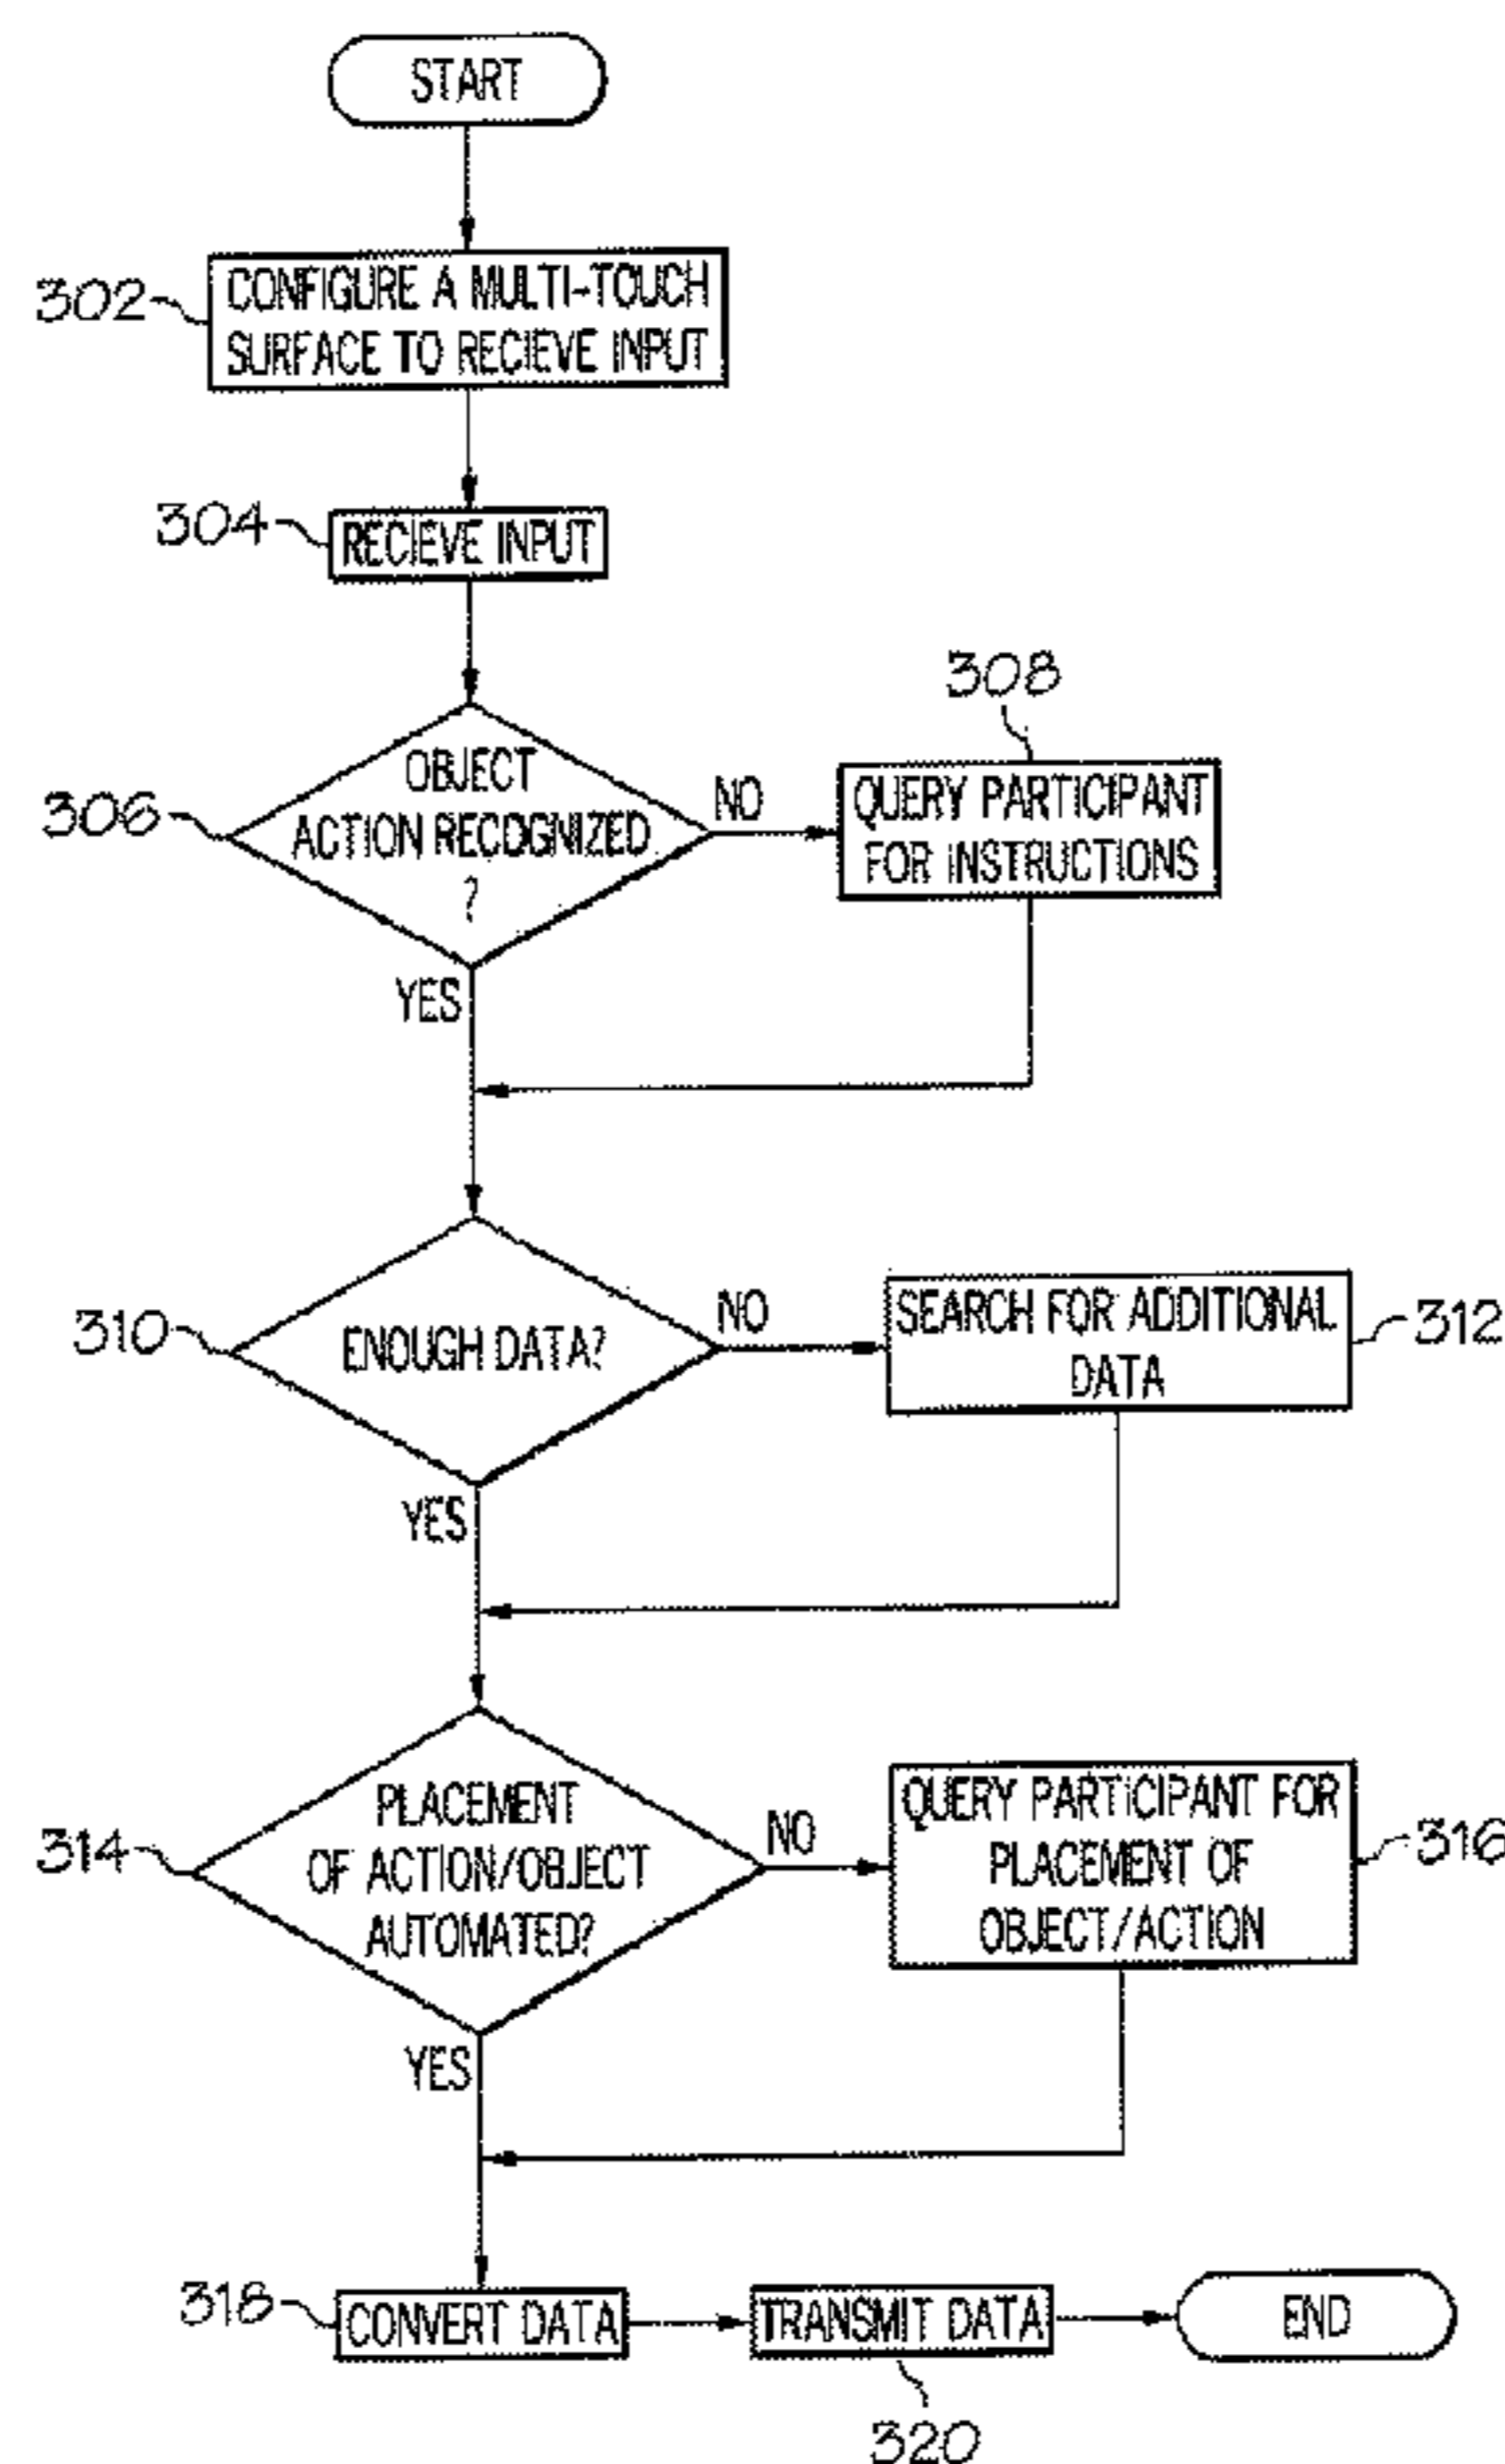 START
302
CONFIGURE A MULTI-TOUCH
SURFACE TO RECIEVE INPUT
304
RECIEVE INPUT
306
OBJECT
ACTION RECOGNIZED
?
NO
308
QUERY PARTICIPANT
FOR INSTRUCTIONS
YES
310
ENOUGH DATA?
NO
SEARCH FOR ADDITIONAL
DATA
312
YES
314
PLACEMENT
OF ACTION/OBJECT
AUTOMATED?
NO
QUERY PARTICIPANT FOR
PLACEMENT OF
OBJECT/ACTION
316
YES
318
CONVERT DATA
TRANSMIT DATA
320
END